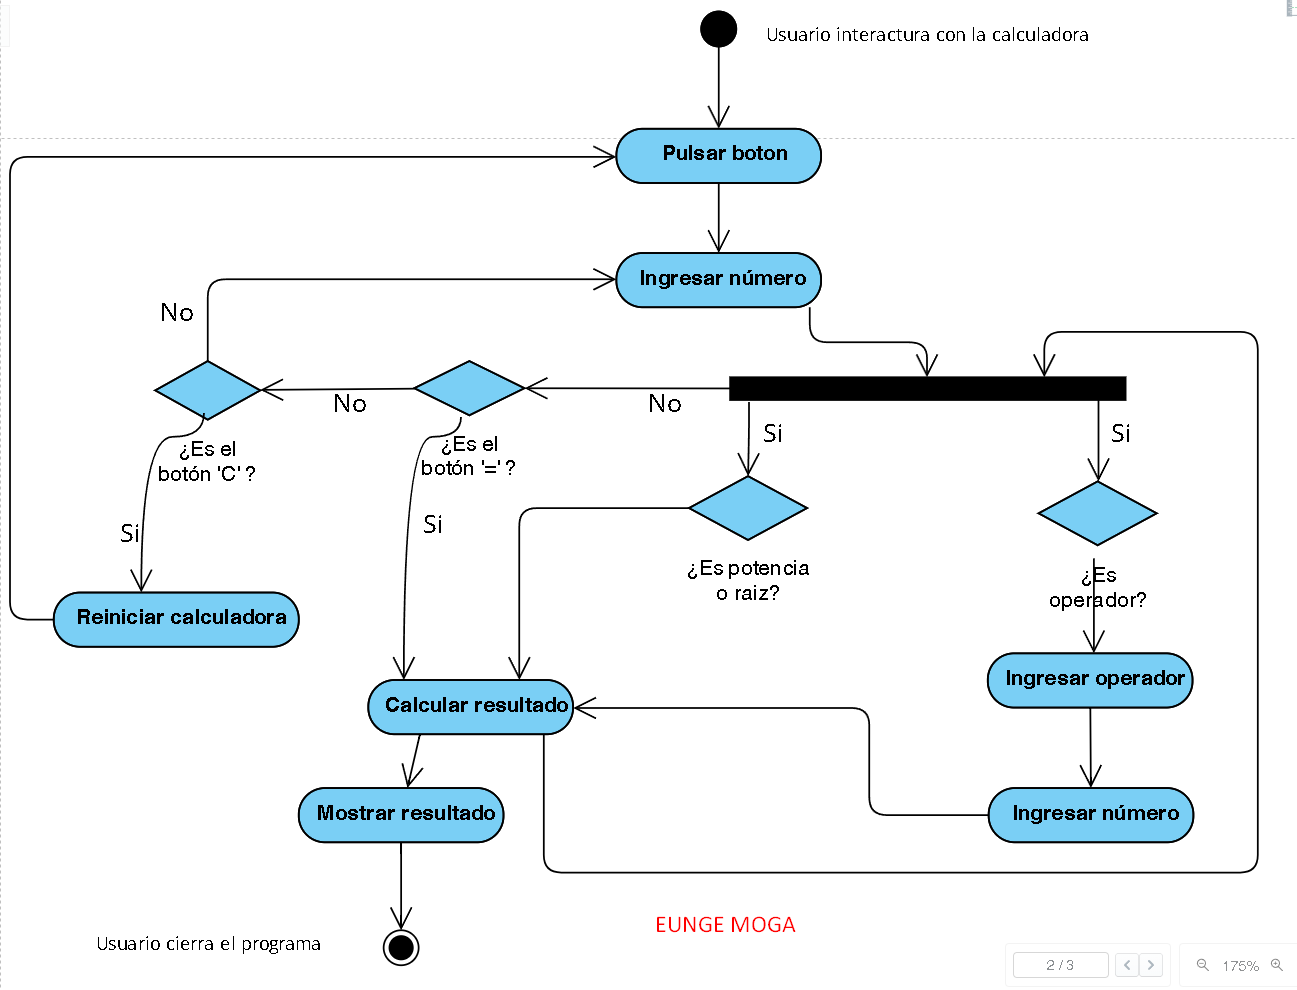 Usuario interactura con la calculadora
Pulsar boton
Ingresar número
No
No
No
Si
Si
¿Es el
botón 'C' ?
¿Es el
botón '=' ?
Si
Si
¿Es potencia
o raiz?
¿Es
operador?
Reiniciar calculadora
Ingresar operador
Calcular resultado
Mostrar resultado
Ingresar número
EUNGE MOGA
Usuario cierra el programa
2 / 3
175%